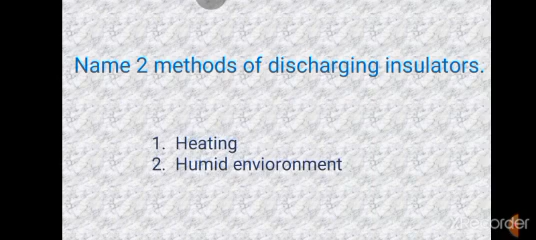 Name 2 methods of discharging insulators.
1. Heating
2. Humid envioronment